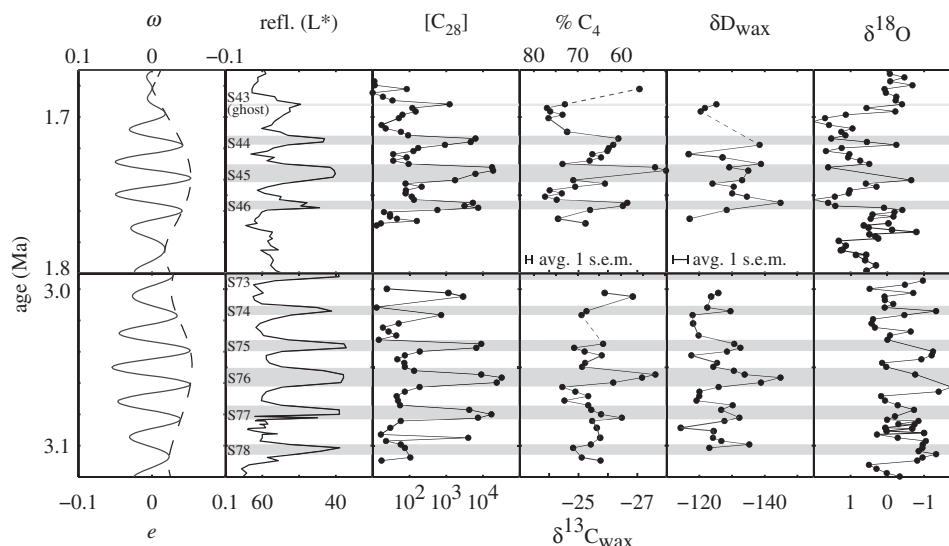 ω refl. (L*) [C₂₈] % C₄ δD_wax δ¹⁸O
0.1 0 −0.1 80 70 60
S43
(ghost)
1.7
S44
S45
S46
avg. 1 s.e.m. avg. 1 s.e.m.
1.8
age (Ma)
3.0
S73
S74
S75
S76
S77
S78
3.1
−0.1 0 0.1 60 40 10² 10³ 10⁴ −25 −27 −120 −140 1 0 −1
e δ¹³C_wax